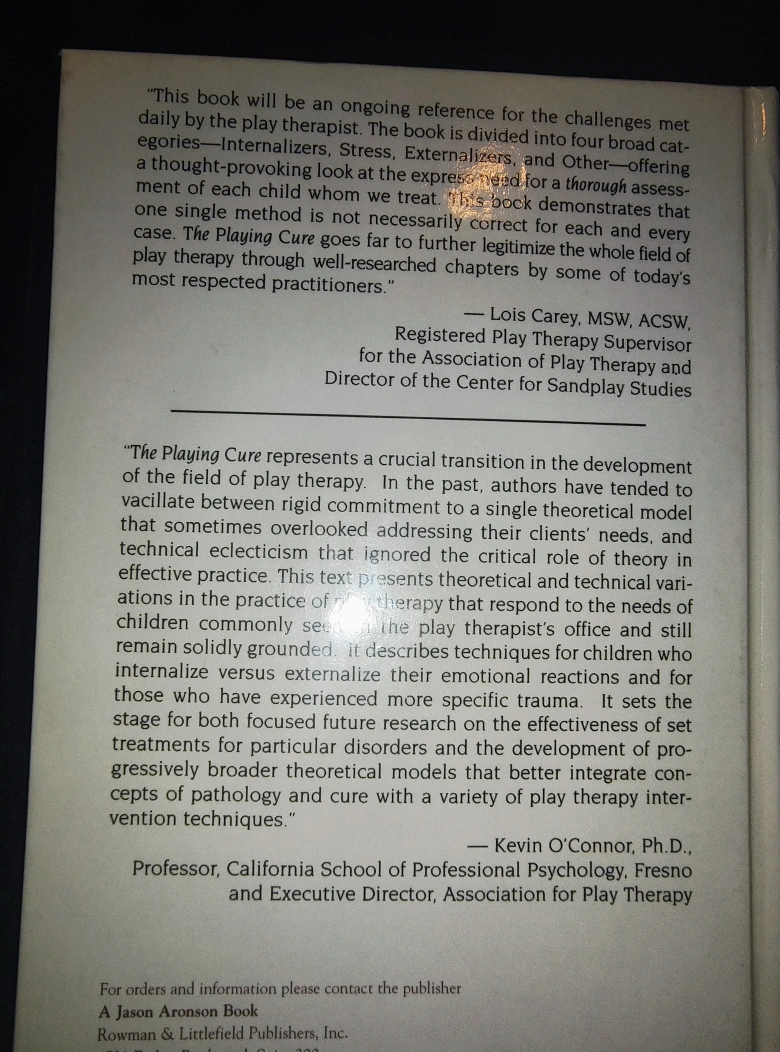 "This book will be an ongoing reference for the challenges met
daily by the play therapist. The book is divided into four broad cat-
egories—Internalizers, Stress, Externalizers, and Other—offering
a thought-provoking look at the express need for a thorough assess-
ment of each child whom we treat. This book demonstrates that
one single method is not necessarily correct for each and every
case. The Playing Cure goes far to further legitimize the whole field of
play therapy through well-researched chapters by some of today's
most respected practitioners."
— Lois Carey, MSW, ACSW,
Registered Play Therapy Supervisor
for the Association of Play Therapy and
Director of the Center for Sandplay Studies
"The Playing Cure represents a crucial transition in the development
of the field of play therapy. In the past, authors have tended to
vacillate between rigid commitment to a single theoretical model
that sometimes overlooked addressing their clients' needs, and
technical eclecticism that ignored the critical role of theory in
effective practice. This text presents theoretical and technical vari-
ations in the practice of play therapy that respond to the needs of
children commonly seen in the play therapist's office and still
remain solidly grounded. It describes techniques for children who
internalize versus externalize their emotional reactions and for
those who have experienced more specific trauma. It sets the
stage for both focused future research on the effectiveness of set
treatments for particular disorders and the development of pro-
gressively broader theoretical models that better integrate con-
cepts of pathology and cure with a variety of play therapy inter-
vention techniques."
— Kevin O'Connor, Ph.D.,
Professor, California School of Professional Psychology, Fresno
and Executive Director, Association for Play Therapy
For orders and information please contact the publisher
A Jason Aronson Book
Rowman & Littlefield Publishers, Inc.